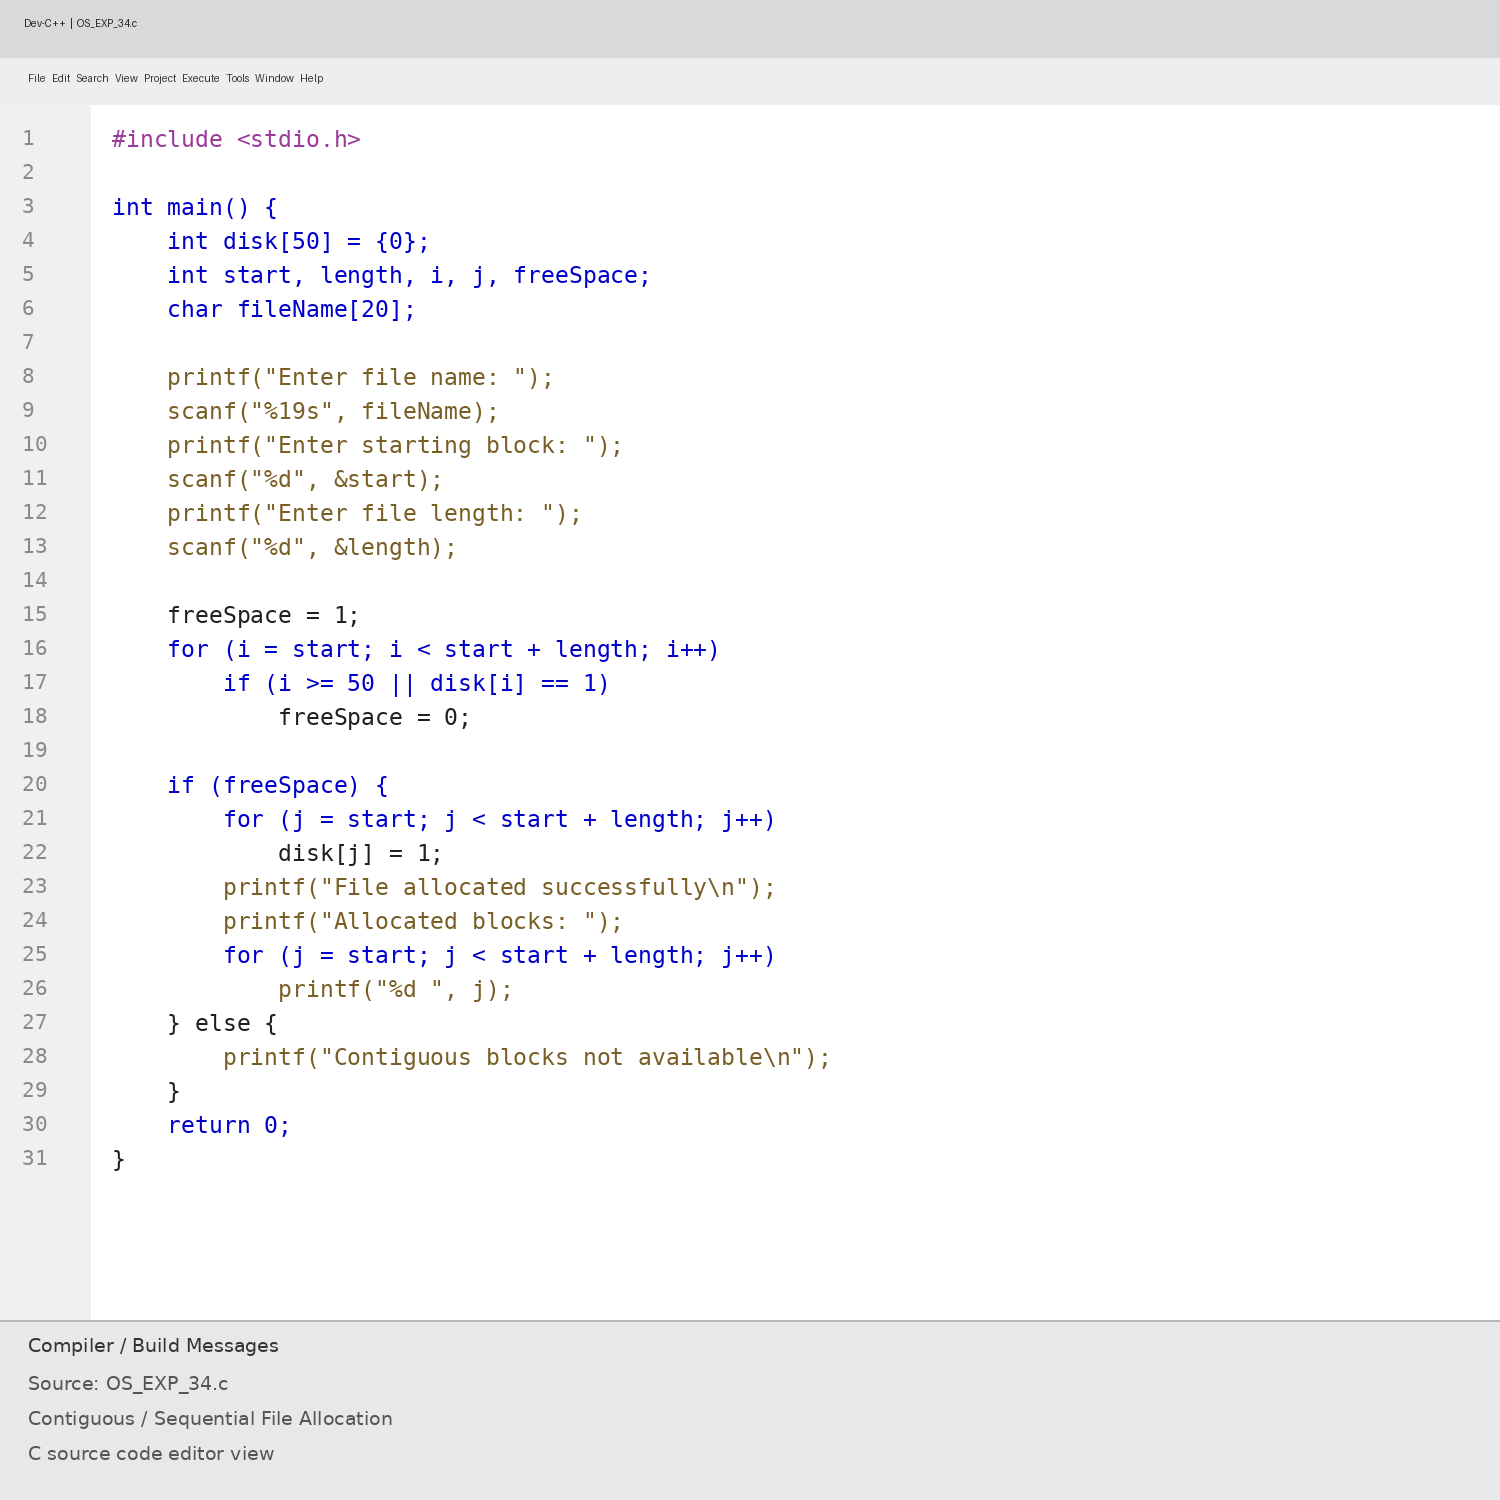 Dev-C++ | OS_EXP_34.c
File Edit Search View Project Execute Tools Window Help
1 #include <stdio.h>
2
3 int main() {
4     int disk[50] = {0};
5     int start, length, i, j, freeSpace;
6     char fileName[20];
7
8     printf("Enter file name: ");
9     scanf("%19s", fileName);
10     printf("Enter starting block: ");
11     scanf("%d", &start);
12     printf("Enter file length: ");
13     scanf("%d", &length);
14
15     freeSpace = 1;
16     for (i = start; i < start + length; i++)
17         if (i >= 50 || disk[i] == 1)
18             freeSpace = 0;
19
20     if (freeSpace) {
21         for (j = start; j < start + length; j++)
22             disk[j] = 1;
23         printf("File allocated successfully\n");
24         printf("Allocated blocks: ");
25         for (j = start; j < start + length; j++)
26             printf("%d ", j);
27     } else {
28         printf("Contiguous blocks not available\n");
29     }
30     return 0;
31 }
Compiler / Build Messages
Source: OS_EXP_34.c
Contiguous / Sequential File Allocation
C source code editor view